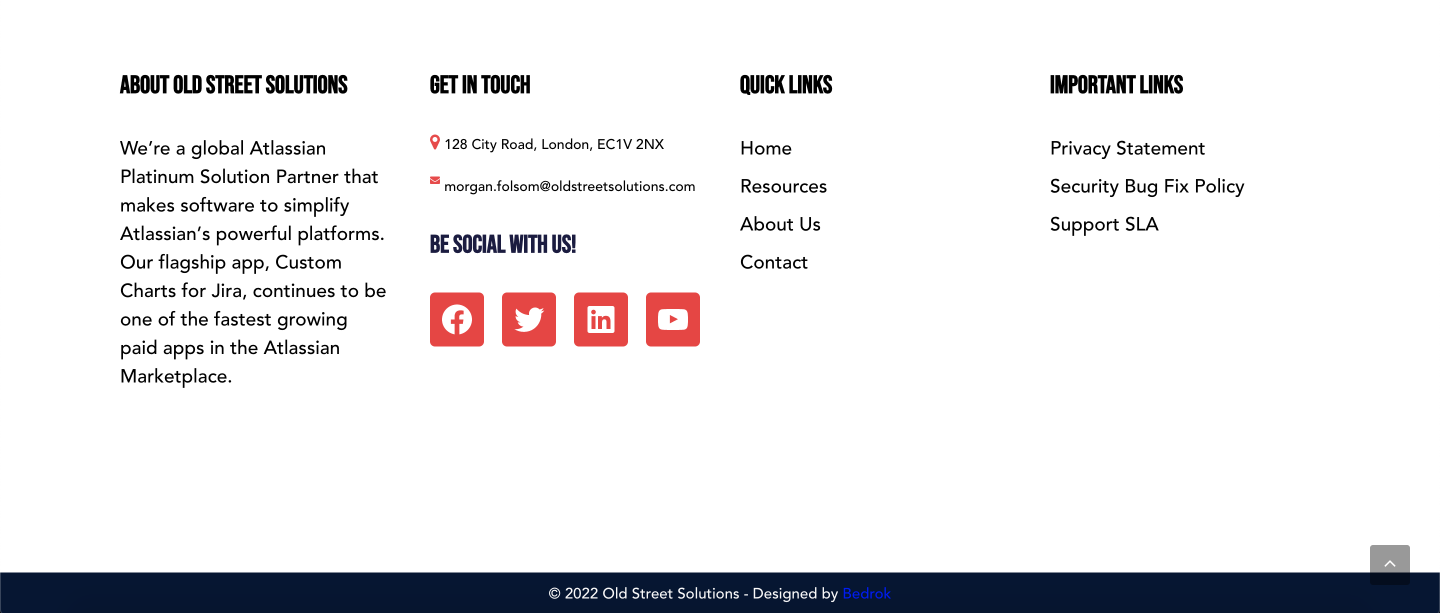 ABOUT OLD STREET SOLUTIONS
We’re a global Atlassian
Platinum Solution Partner that
makes software to simplify
Atlassian’s powerful platforms.
Our flagship app, Custom
Charts for Jira, continues to be
one of the fastest growing
paid apps in the Atlassian
Marketplace.
GET IN TOUCH
128 City Road, London, EC1V 2NX
morgan.folsom@oldstreetsolutions.com
BE SOCIAL WITH US!
QUICK LINKS
Home
Resources
About Us
Contact
IMPORTANT LINKS
Privacy Statement
Security Bug Fix Policy
Support SLA
© 2022 Old Street Solutions - Designed by Bedrok